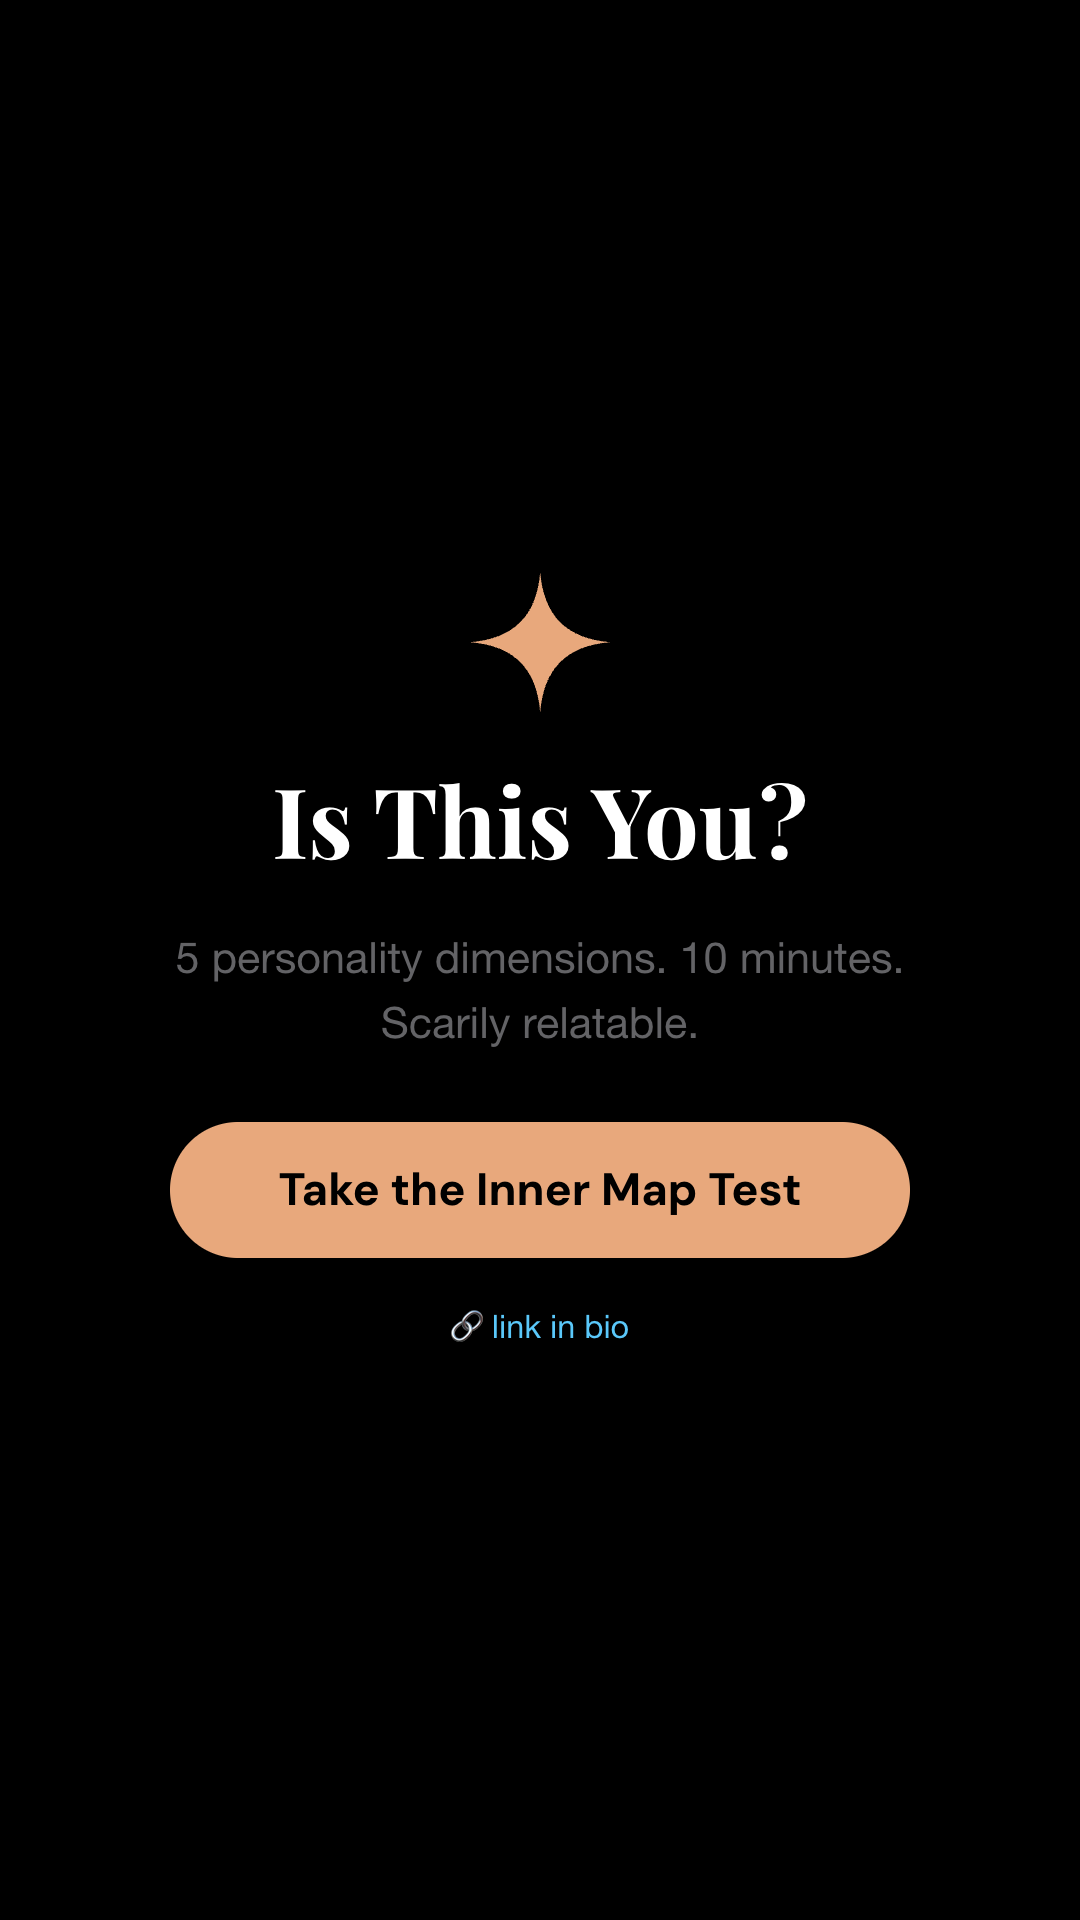 Is This You?
5 personality dimensions. 10 minutes.
Scarily relatable.
Take the Inner Map Test
🔗 link in bio